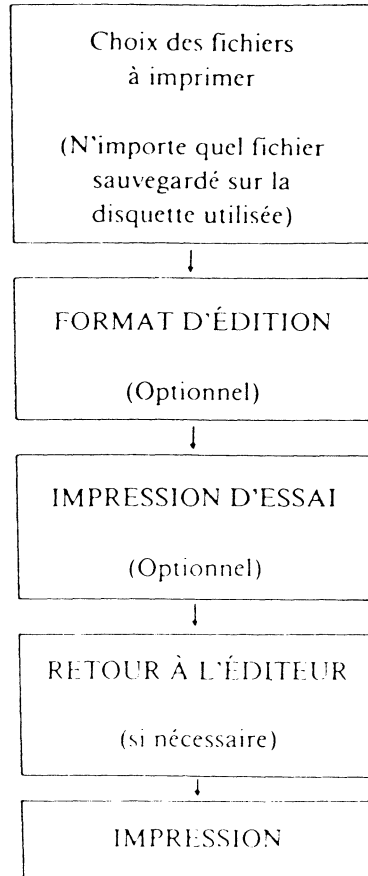 Choix des fichiers
à imprimer
(N'importe quel fichier
sauvegardé sur la
disquette utilisée)
FORMAT D'ÉDITION
(Optionnel)
IMPRESSION D'ESSAI
(Optionnel)
RETOUR À L'ÉDITEUR
(si nécessaire)
IMPRESSION